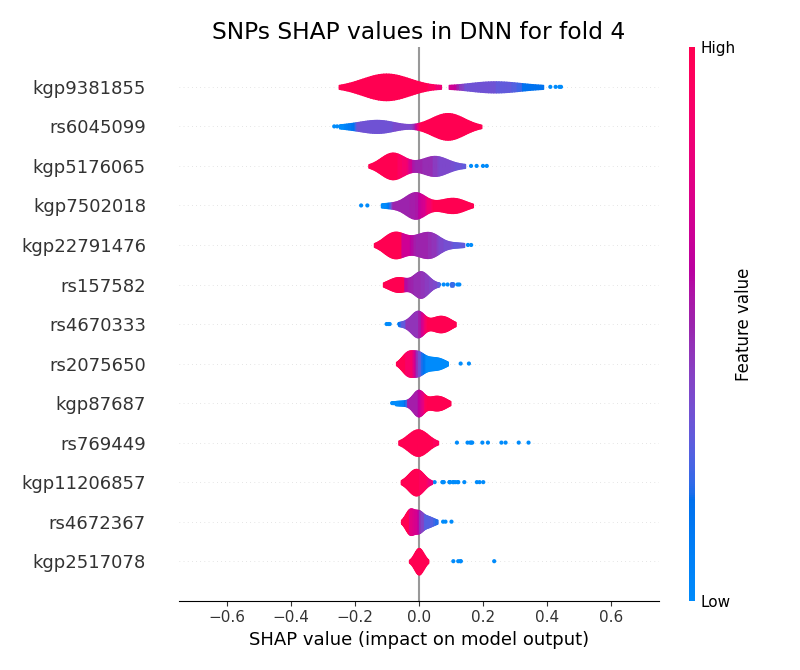 SNPs SHAP values in DNN for fold 4
High
kgp9381855
rs6045099
kgp5176065
kgp7502018
kgp22791476
rs157582
rs4670333
rs2075650
kgp87687
rs769449
kgp11206857
rs4672367
kgp2517078
Feature value
Low
−0.6 −0.4 −0.2 0.0 0.2 0.4 0.6
SHAP value (impact on model output)